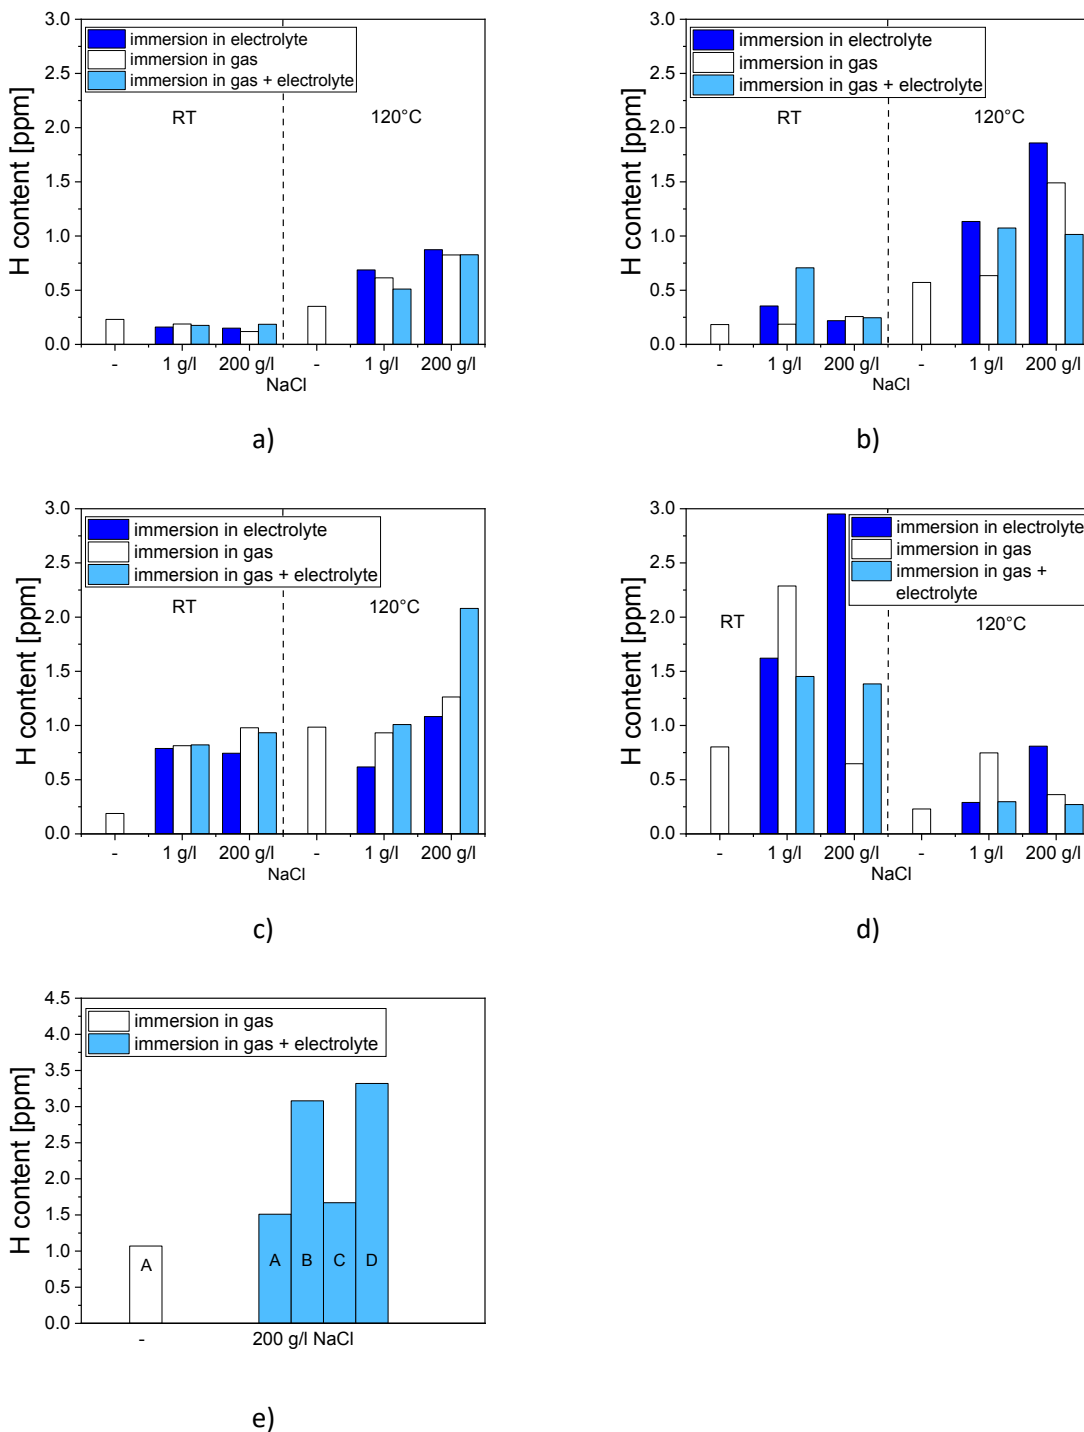 3.0
2.5
2.0
1.5
1.0
0.5
0.0
H content [ppm]
immersion in electrolyte
immersion in gas
immersion in gas + electrolyte
RT
120°C
- 1 g/l 200 g/l - 1 g/l 200 g/l
NaCl
a)
3.0
2.5
2.0
1.5
1.0
0.5
0.0
H content [ppm]
immersion in electrolyte
immersion in gas
immersion in gas + electrolyte
RT
120°C
- 1 g/l 200 g/l - 1 g/l 200 g/l
NaCl
b)
3.0
2.5
2.0
1.5
1.0
0.5
0.0
H content [ppm]
immersion in electrolyte
immersion in gas
immersion in gas + electrolyte
RT
120°C
- 1 g/l 200 g/l - 1 g/l 200 g/l
NaCl
c)
3.0
2.5
2.0
1.5
1.0
0.5
0.0
H content [ppm]
immersion in electrolyte
immersion in gas
immersion in gas +
electrolyte
RT
120°C
- 1 g/l 200 g/l - 1 g/l 200 g/l
NaCl
d)
4.5
4.0
3.5
3.0
2.5
2.0
1.5
1.0
0.5
0.0
H content [ppm]
immersion in gas
immersion in gas + electrolyte
A A B C D
- 200 g/l NaCl
e)